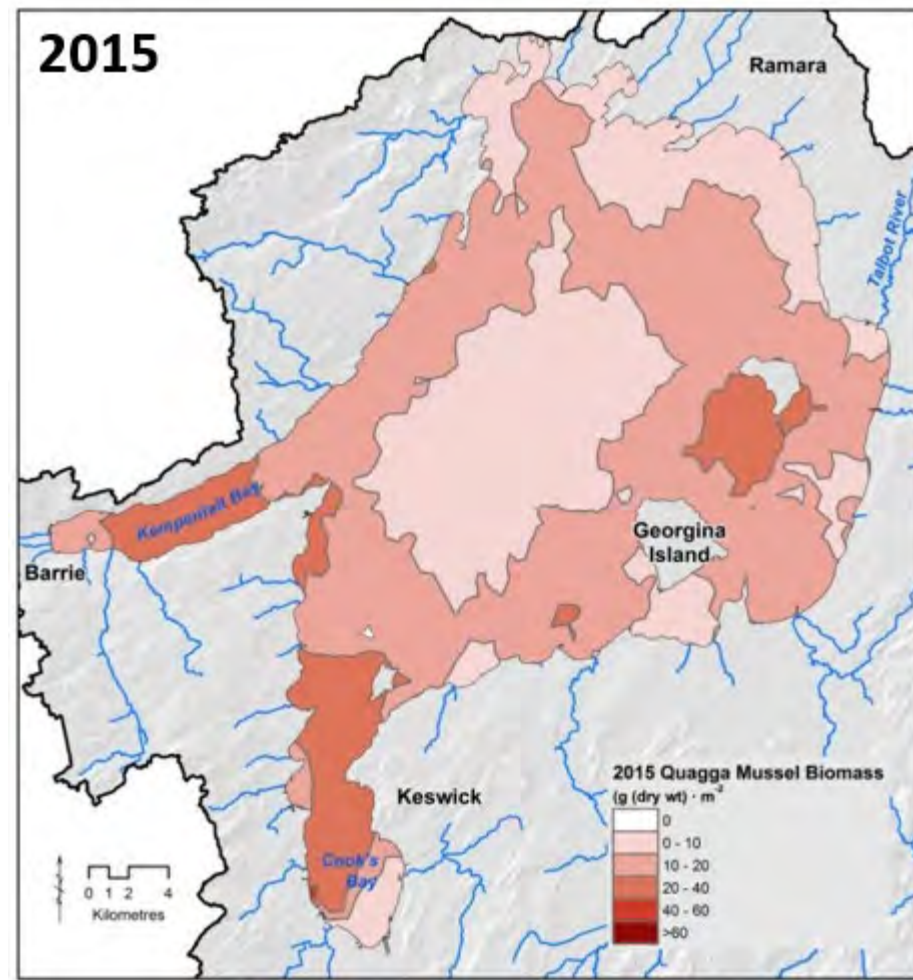 2015
Ramara
Talbot River
Kempenfelt Bay
Barrie
Georgina
Island
Keswick
Cook's
Bay
2015 Quagga Mussel Biomass
(g (dry wt) · m⁻²
0
0 - 10
10 - 20
20 - 40
40 - 60
>60
0 1 2 4
Kilometres